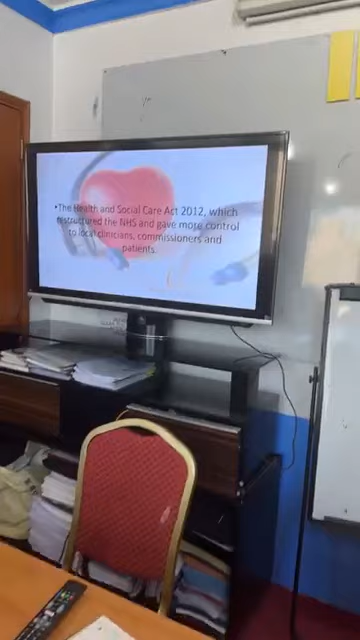 •The Health and Social Care Act 2012, which
restructured the NHS and gave more control
to local clinicians, commissioners and
patients.